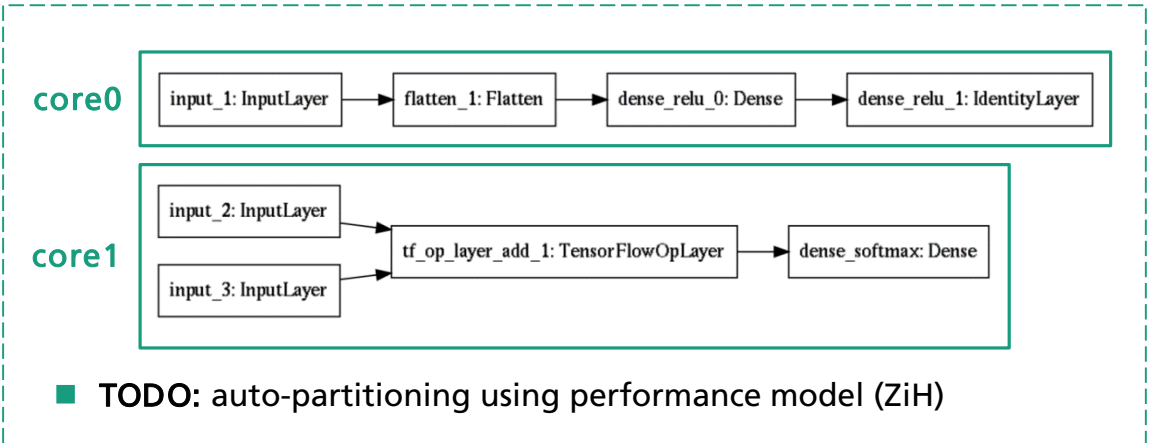 core0
input_1: InputLayer
flatten_1: Flatten
dense_relu_0: Dense
dense_relu_1: IdentityLayer
core1
input_2: InputLayer
input_3: InputLayer
tf_op_layer_add_1: TensorFlowOpLayer
dense_softmax: Dense
TODO: auto-partitioning using performance model (ZiH)